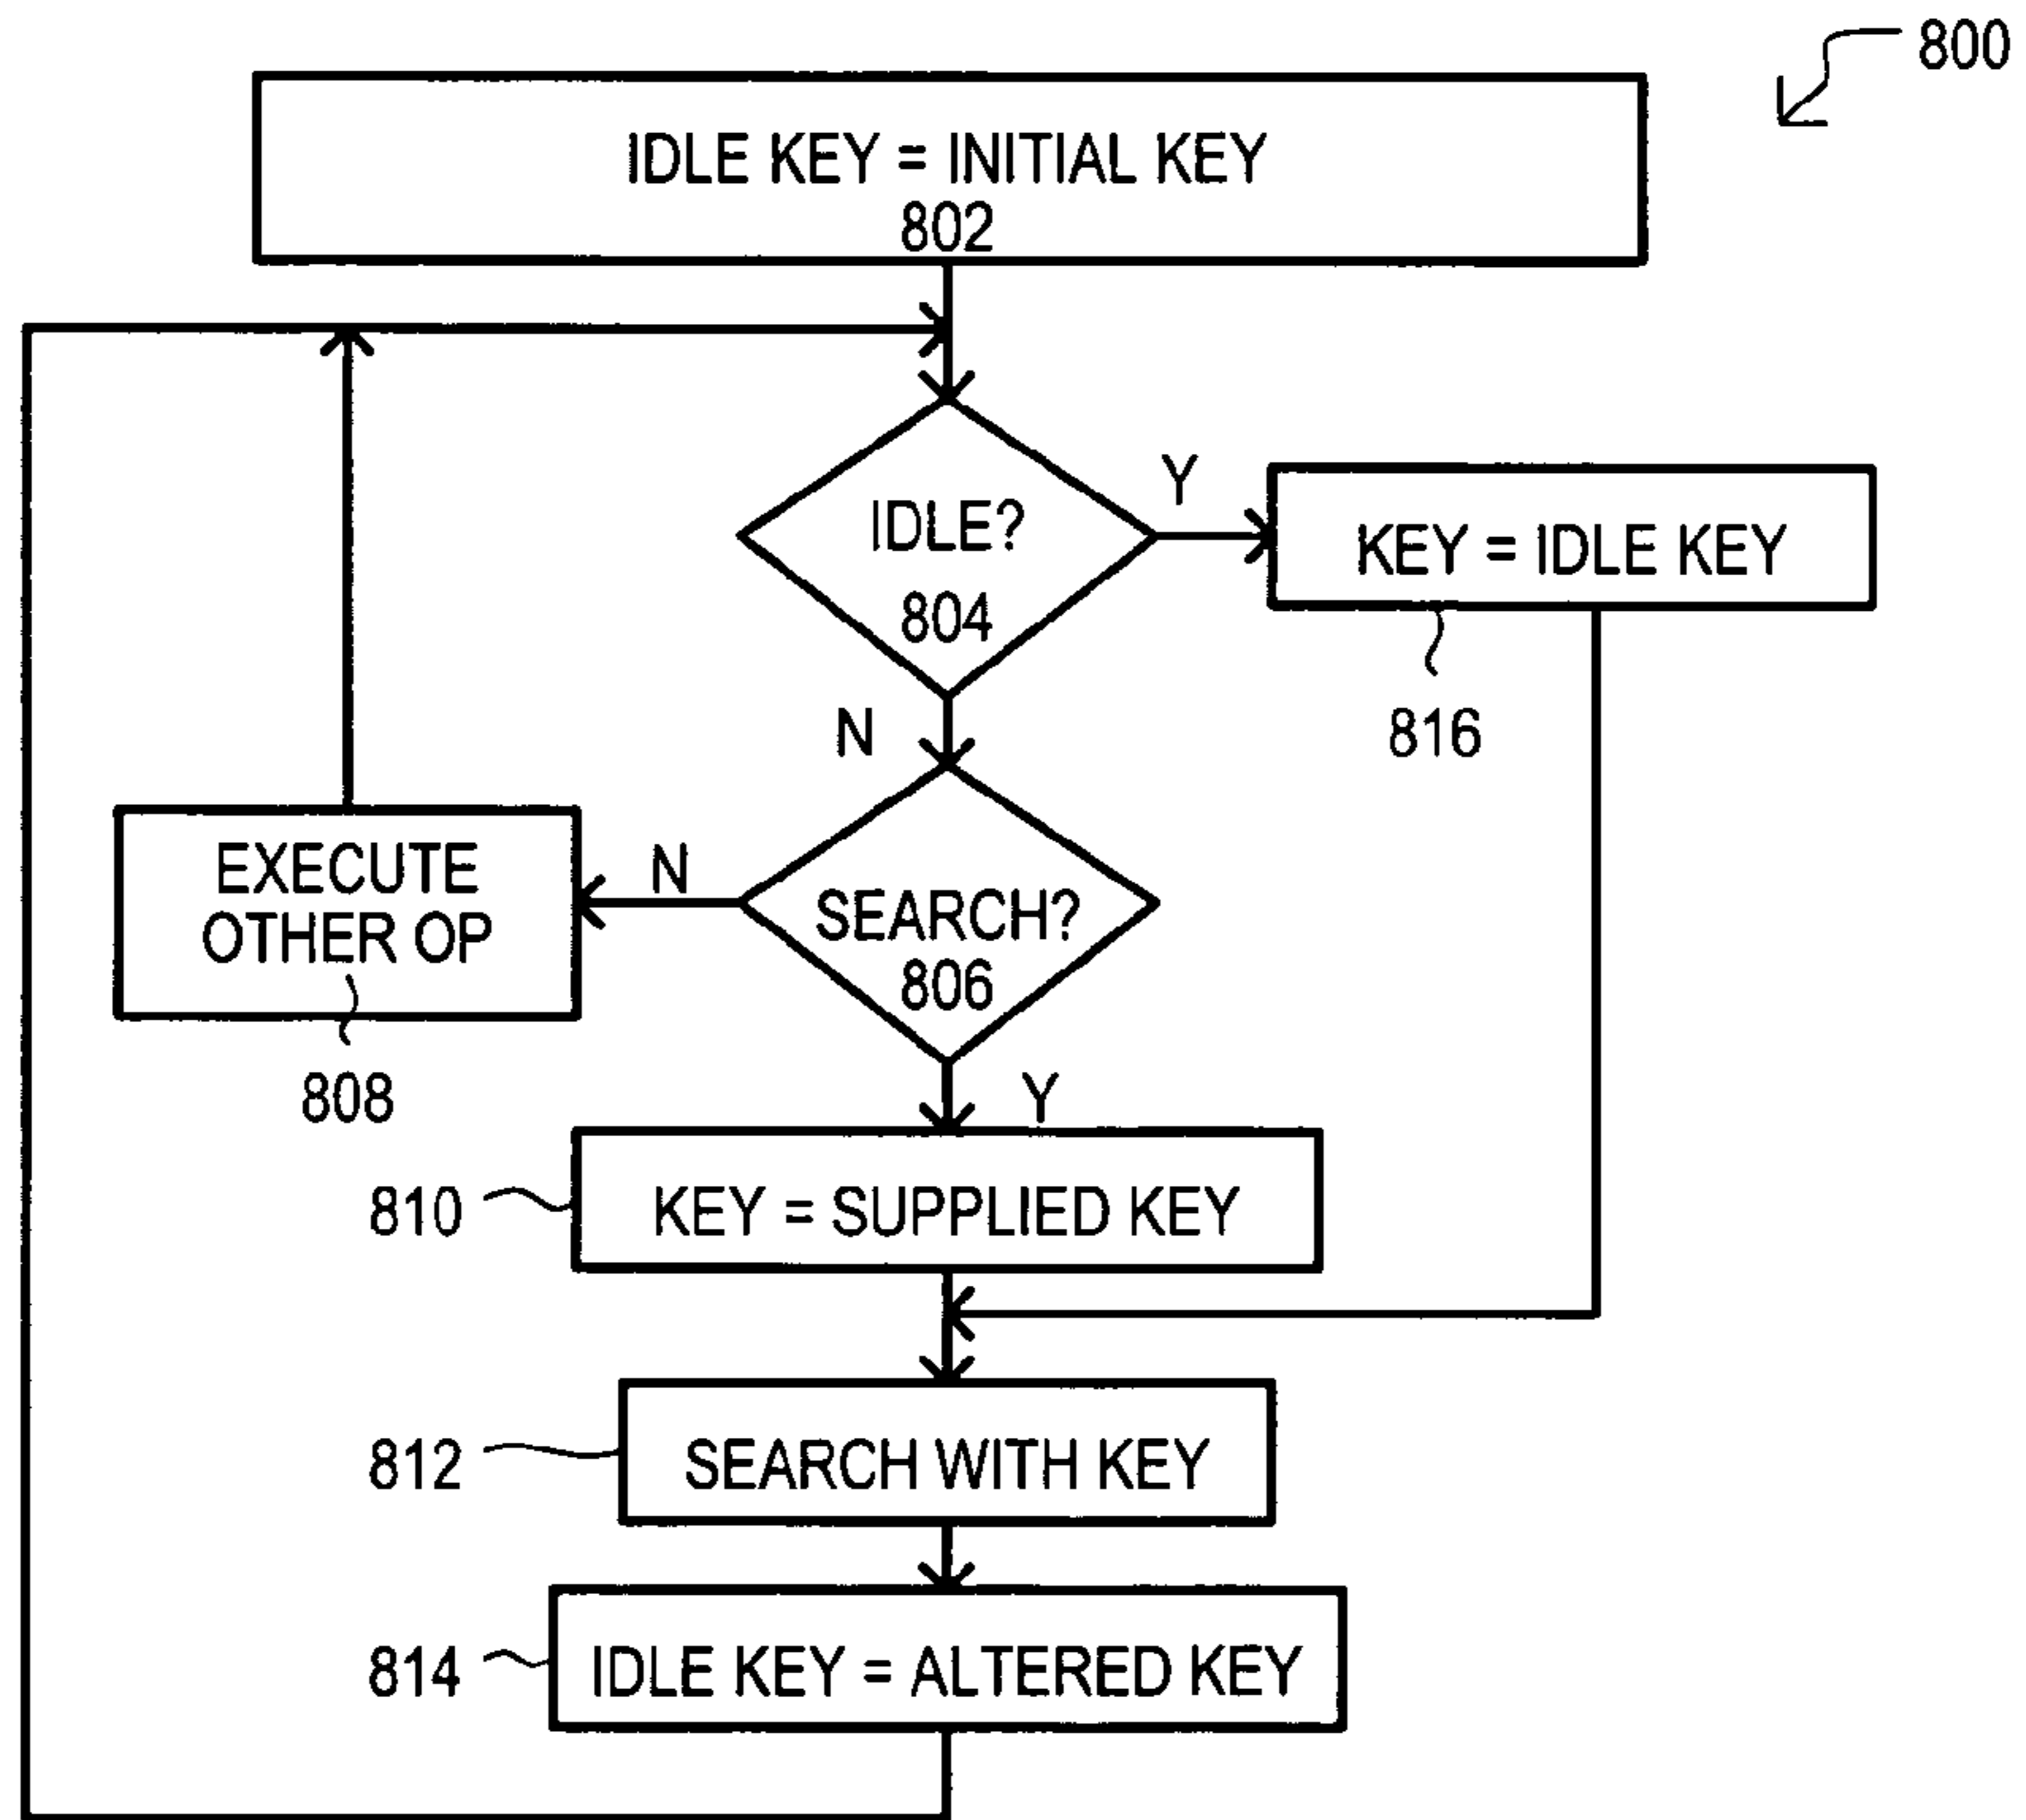 800
IDLE KEY = INITIAL KEY
802
IDLE?
804
Y
KEY = IDLE KEY
816
N
SEARCH?
806
N
EXECUTE
OTHER OP
808
Y
810
KEY = SUPPLIED KEY
812
SEARCH WITH KEY
814
IDLE KEY = ALTERED KEY